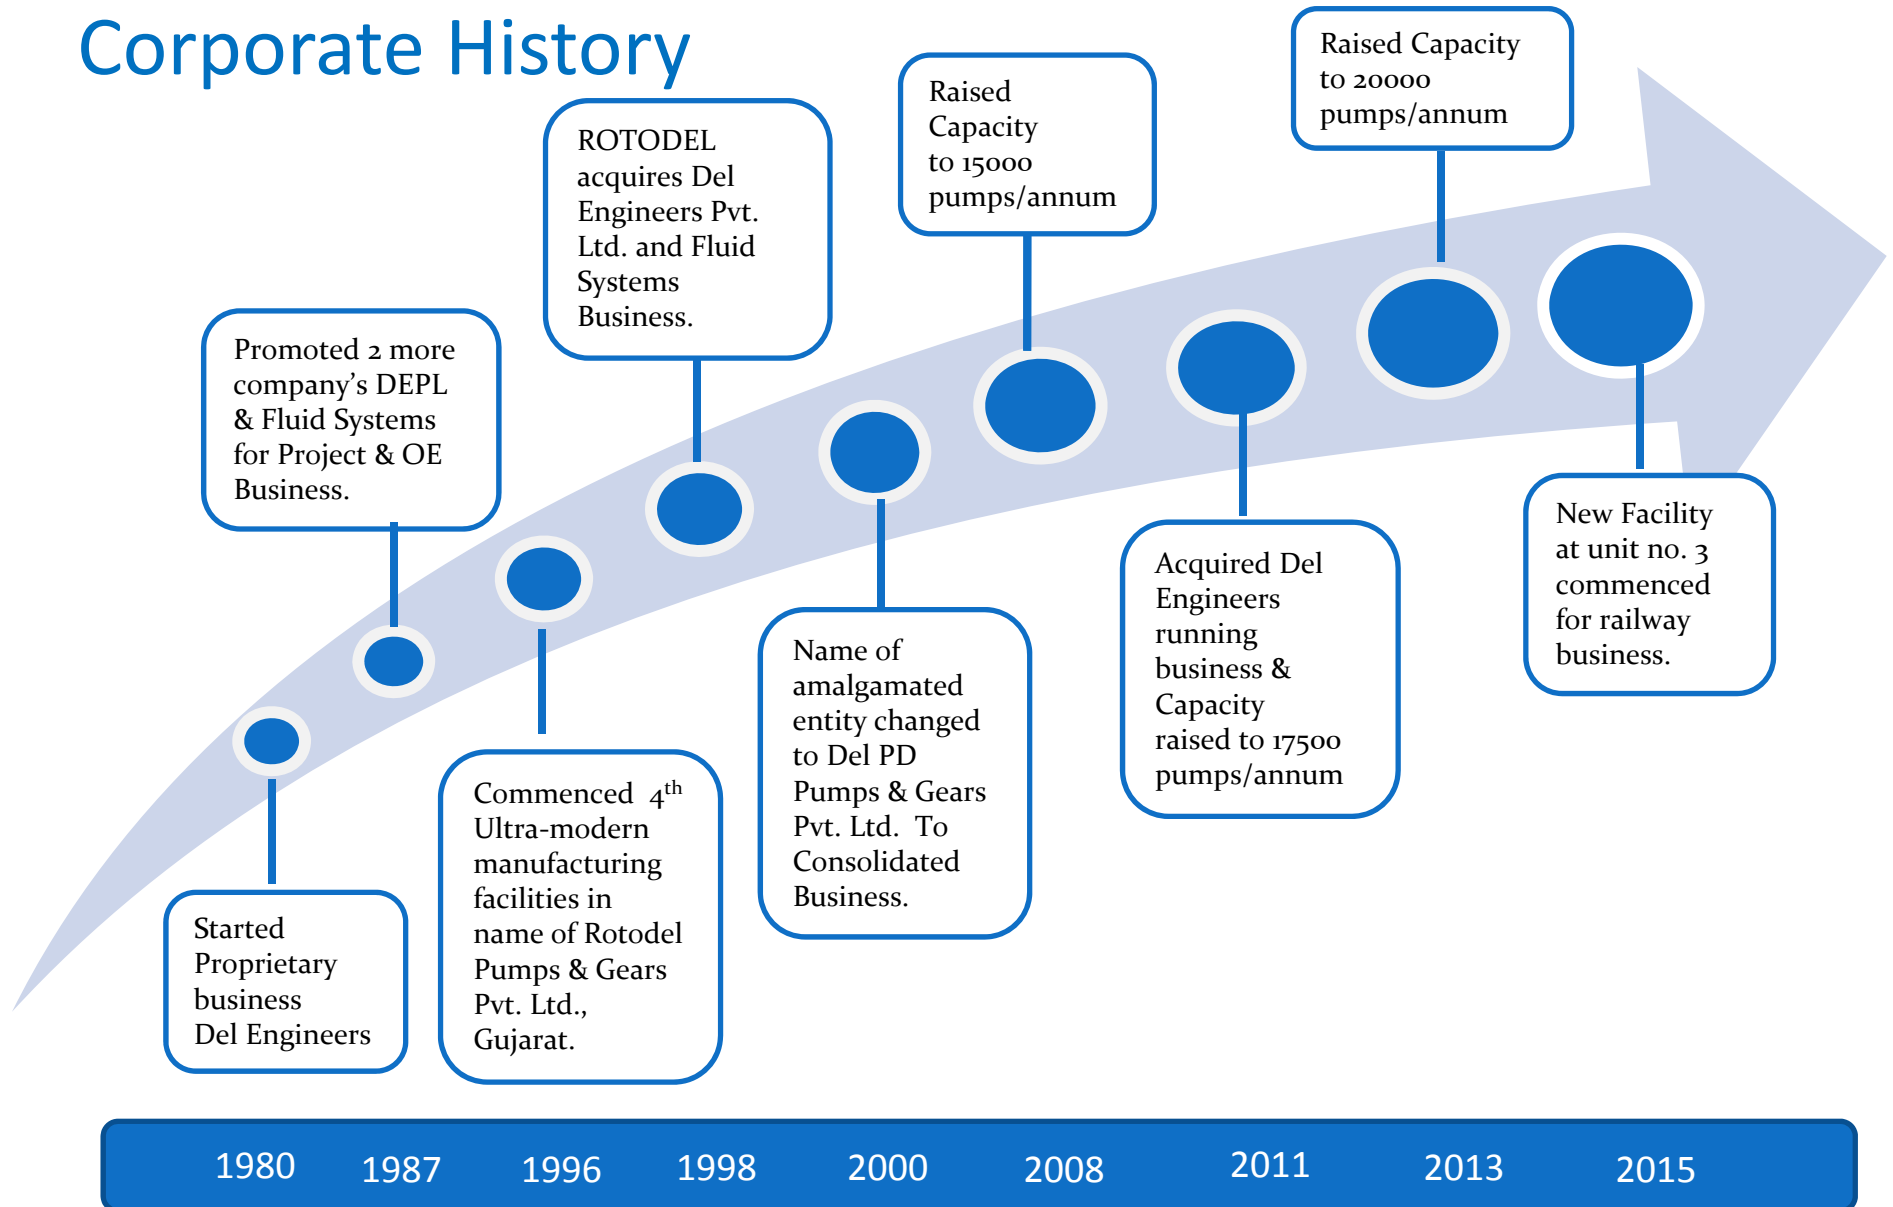 Corporate History
Started
Proprietary
business
Del Engineers
Promoted 2 more
company’s DEPL
& Fluid Systems
for Project & OE
Business.
Commenced 4th
Ultra-modern
manufacturing
facilities in
name of Rotodel
Pumps & Gears
Pvt. Ltd.,
Gujarat.
ROTODEL
acquires Del
Engineers Pvt.
Ltd. and Fluid
Systems
Business.
Name of
amalgamated
entity changed
to Del PD
Pumps & Gears
Pvt. Ltd. To
Consolidated
Business.
Raised
Capacity
to 15000
pumps/annum
Acquired Del
Engineers
running
business &
Capacity
raised to 17500
pumps/annum
Raised Capacity
to 20000
pumps/annum
New Facility
at unit no. 3
commenced
for railway
business.
1980 1987 1996 1998 2000 2008 2011 2013 2015